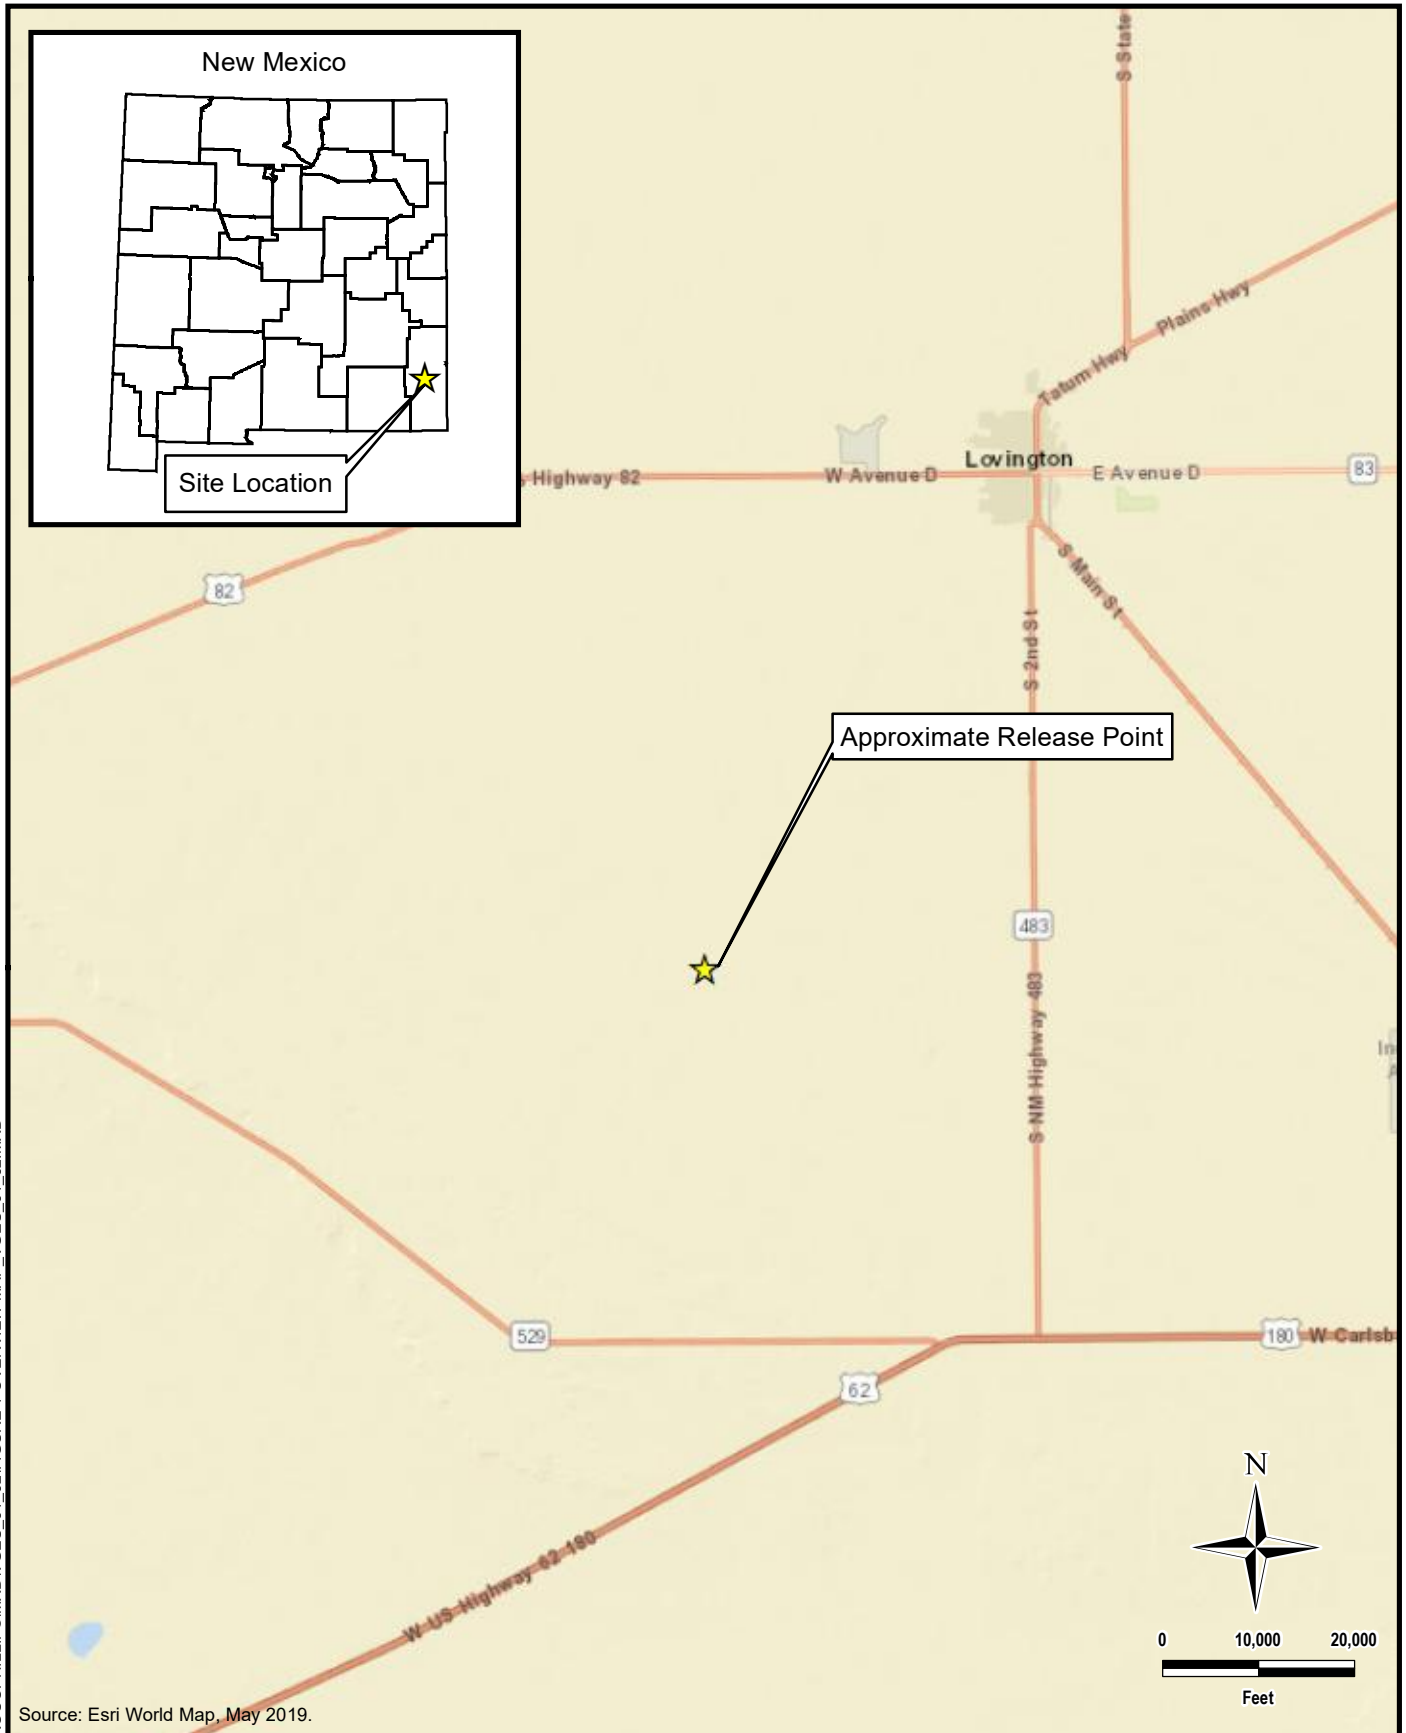 New Mexico
Site Location
S State
Plains Hwy
Tatum Hwy
Lovington
Highway 82
W Avenue D
E Avenue D
83
82
S Main St
S 2nd St
Approximate Release Point
483
S NM Highway 483
529
180
W Carlsb
62
W US Highway 62 180
N
0 10,000 20,000
Feet
Source: Esri World Map, May 2019.